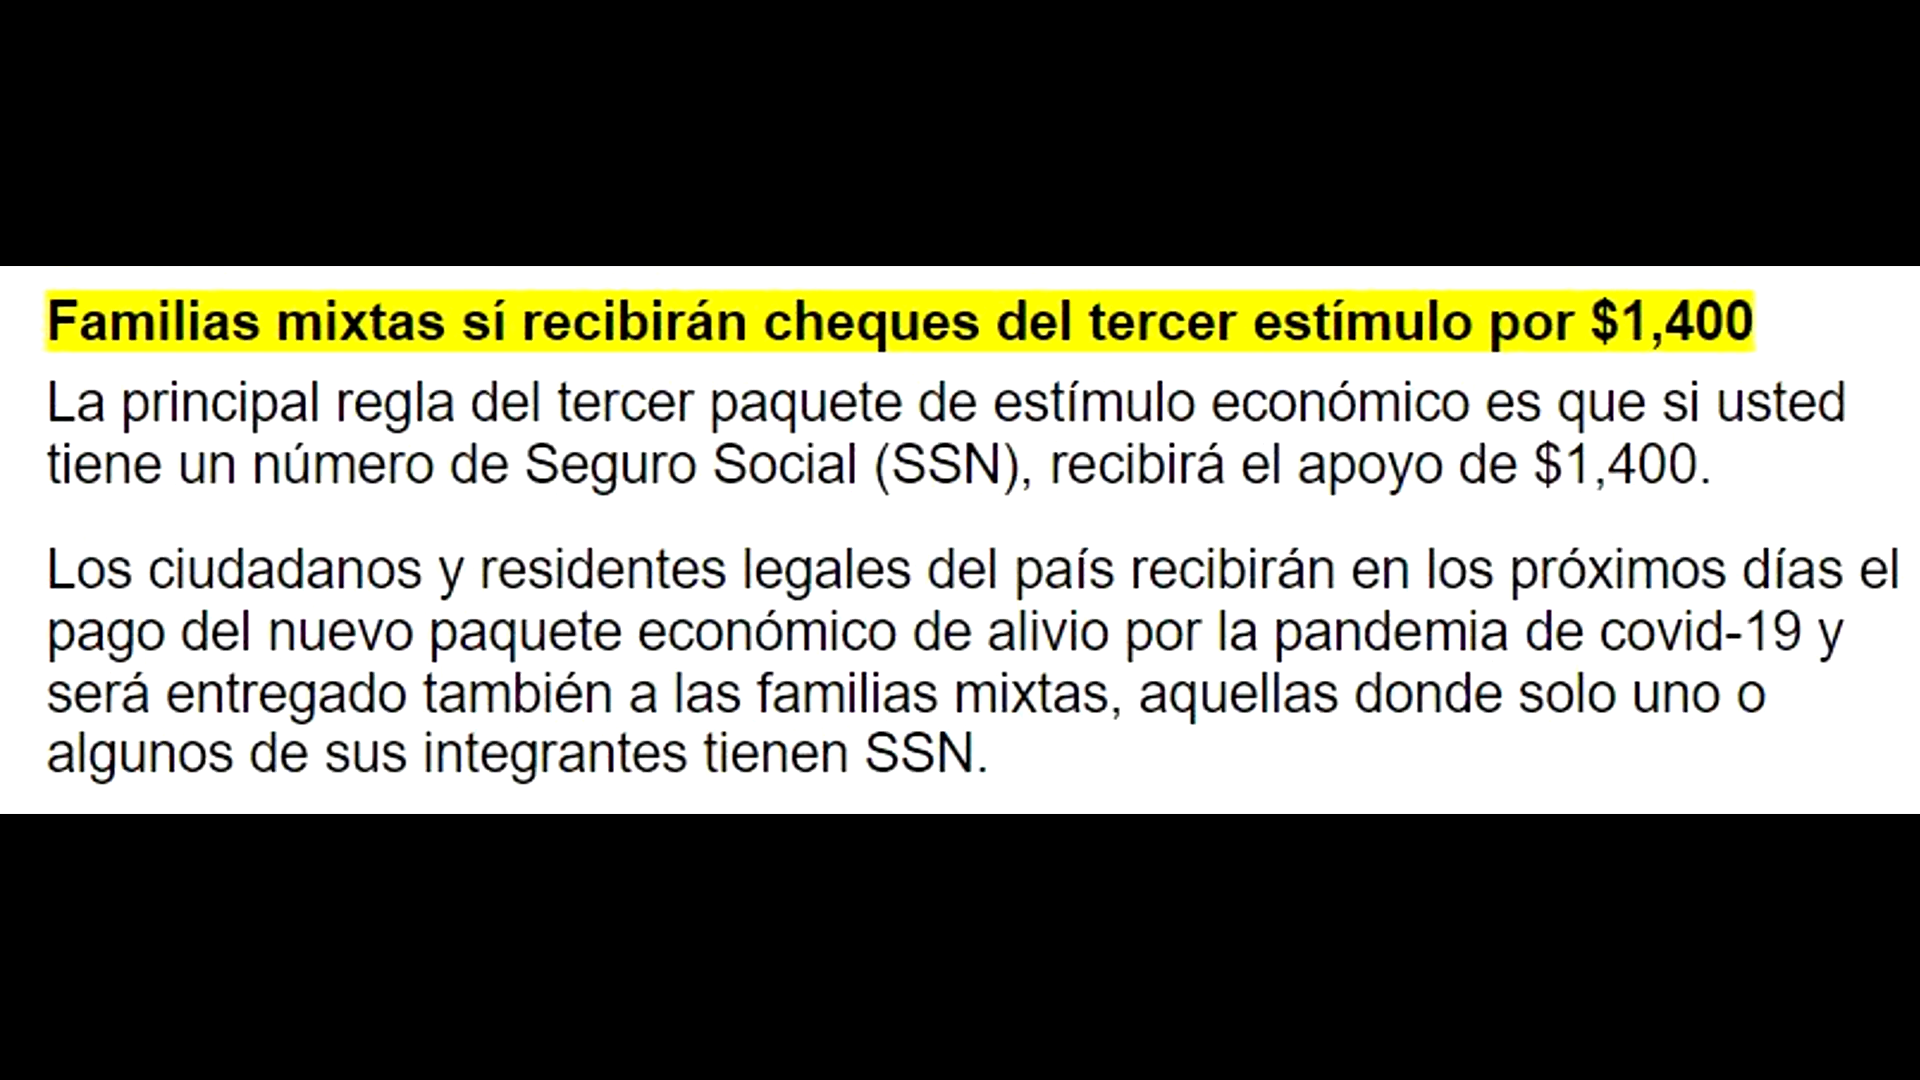 Familias mixtas sí recibirán cheques del tercer estímulo por $1,400
La principal regla del tercer paquete de estímulo económico es que si usted
tiene un número de Seguro Social (SSN), recibirá el apoyo de $1,400.
Los ciudadanos y residentes legales del país recibirán en los próximos días el
pago del nuevo paquete económico de alivio por la pandemia de covid-19 y
será entregado también a las familias mixtas, aquellas donde solo uno o
algunos de sus integrantes tienen SSN.